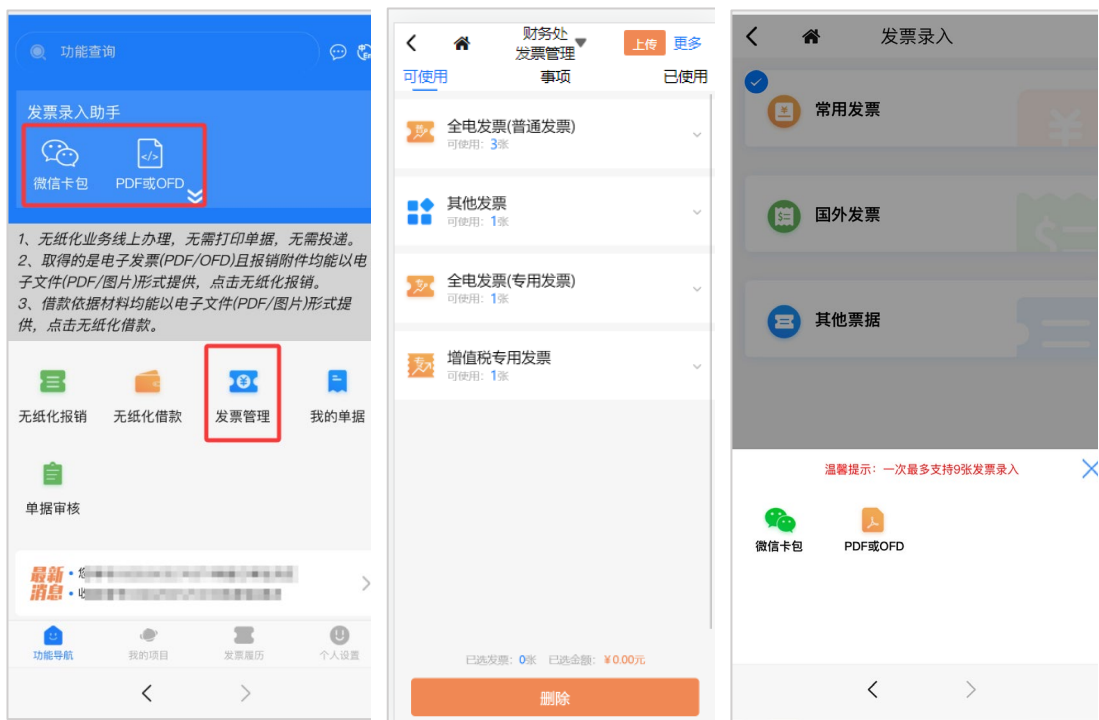 功能查询
En
发票录入助手
微信卡包
PDF或OFD
1、无纸化业务线上办理，无需打印单据，无需投递。
2、取得的是电子发票(PDF/
OFD)且报销附件均能以电
子文件(PDF/图片)形式提供，点击无纸化报销。
3、借款依据材料均能以电子文件(PDF/图片)形式提
供，点击无纸化借款。
无纸化报销
无纸化借款
发票管理
我的单据
单据审核
最新
消息
功能导航
我的项目
发票履历
个人设置
财务处
发票管理
上传
更多
可使用
事项
已使用
全电发票(普通发票)
可使用：3张
其他发票
可使用：1张
全电发票(专用发票)
可使用：1张
增值税专用发票
可使用：1张
已选发票：0张 已选金额：￥0.00元
删除
发票录入
常用发票
国外发票
其他票据
温馨提示：一次最多支持9张发票录入
微信卡包
PDF或OFD